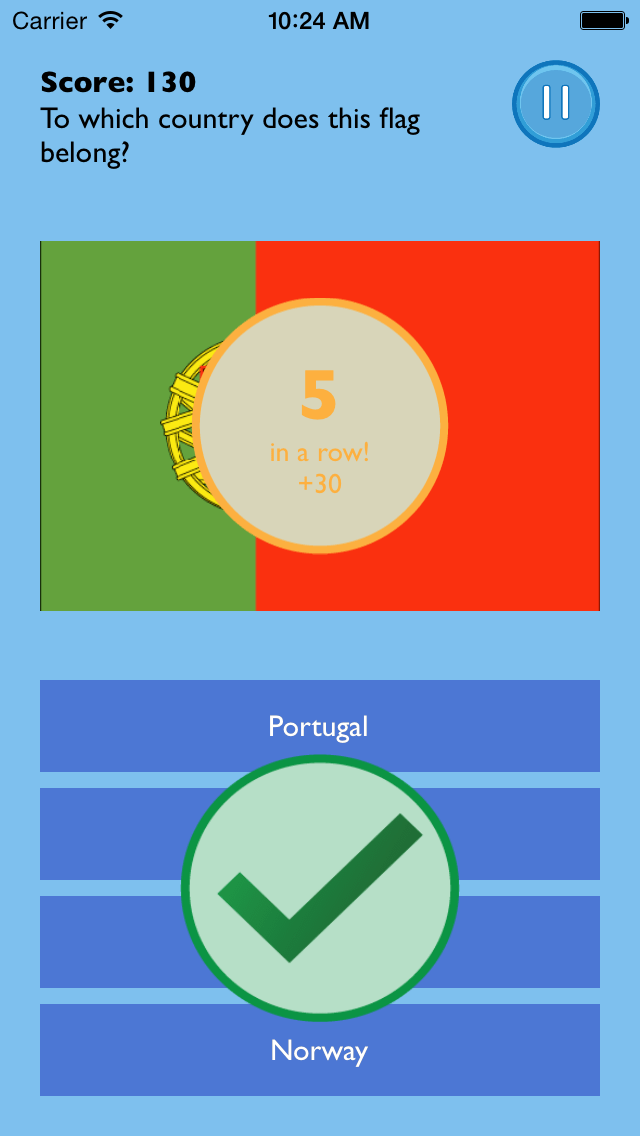 Carrier 10:24 AM
Score: 130
To which country does this flag
belong?
5
in a row!
+30
Portugal
Norway